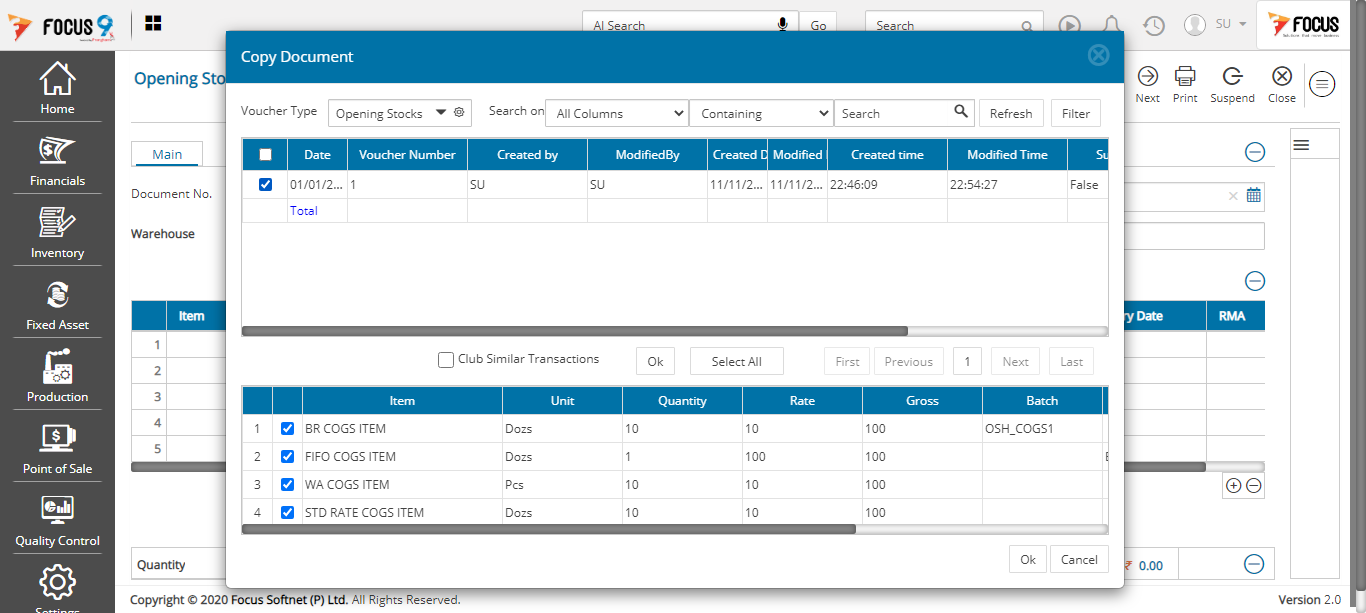 FOCUS 9
AI Search
Go
Search
SU
FOCUS
Copy Document
Opening Sto
Next
Print
Suspend
Close
Home
Financials
Inventory
Fixed Asset
Production
Point of Sale
Quality Control
Settings
Voucher Type
Opening Stocks
Search on
All Columns
Containing
Search
Refresh
Filter
Date Voucher Number Created by ModifiedBy Created D Modified Created time Modified Time Su
01/01/2... 1 SU SU 11/11/2... 11/11/2... 22:46:09 22:54:27 False
Total
Main
Document No.
Warehouse
Club Similar Transactions
Ok
Select All
First
Previous
1
Next
Last
Item
ry Date
RMA
1
2
3
4
5
Item Unit Quantity Rate Gross Batch
1 BR COGS ITEM Dozs 10 10 100 OSH_COGS1
2 FIFO COGS ITEM Dozs 1 100 100
3 WA COGS ITEM Pcs 10 10 100
4 STD RATE COGS ITEM Dozs 10 10 100
Ok
Cancel
Quantity
₹ 0.00
Copyright © 2020 Focus Softnet (P) Ltd. All Rights Reserved.
Version 2.0